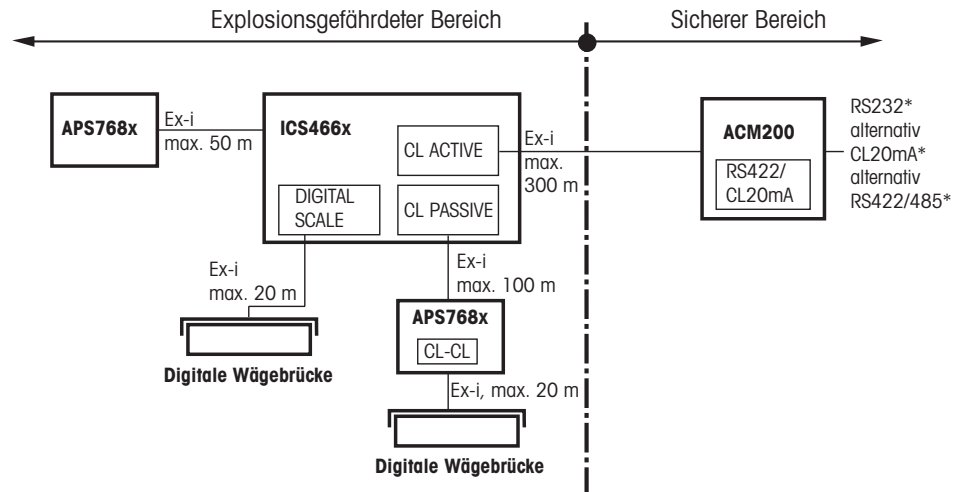 Explosionsgefährdeter Bereich
Sicherer Bereich
APS768x
Ex-i
max. 50 m
ICS466x
CL ACTIVE
DIGITAL
SCALE
CL PASSIVE
Ex-i
max.
300 m
ACM200
RS422/
CL20mA
RS232*
alternativ
CL20mA*
alternativ
RS422/485*
Ex-i
max. 20 m
Digitale Wägebrücke
Ex-i
max. 100 m
APS768x
CL-CL
Ex-i, max. 20 m
Digitale Wägebrücke